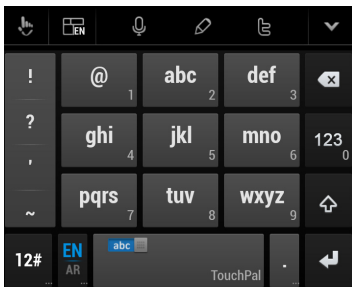 EN
! @ 1 abc 2 def 3
? ghi 4 jkl 5 mno 6 123 0
' pqrs 7 tuv 8 wxyz 9
~
12# EN AR abc TouchPal .